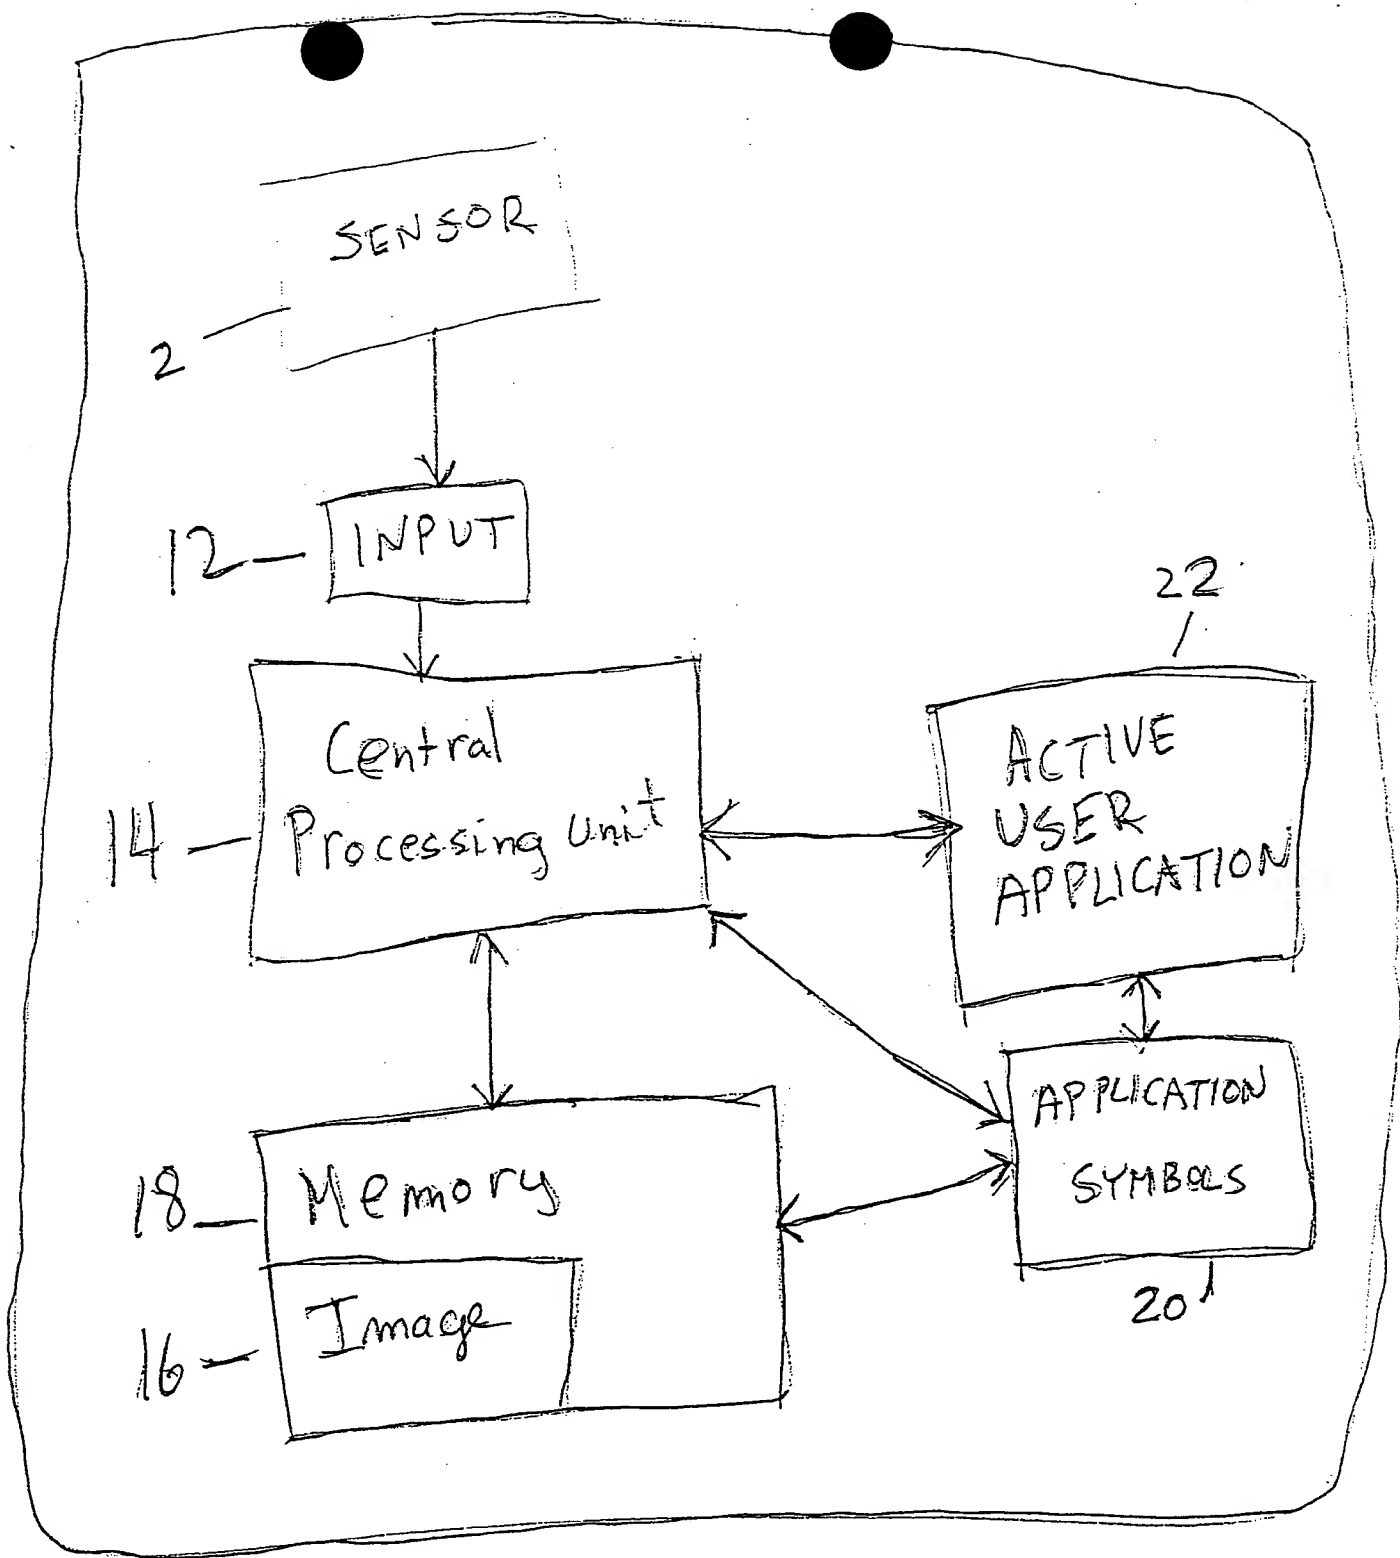 SENSOR
2
12
INPUT
22
Central
Processing unit
14
ACTIVE
USER
APPLICATION
18
Memory
APPLICATION
SYMBOLS
20
16
Image